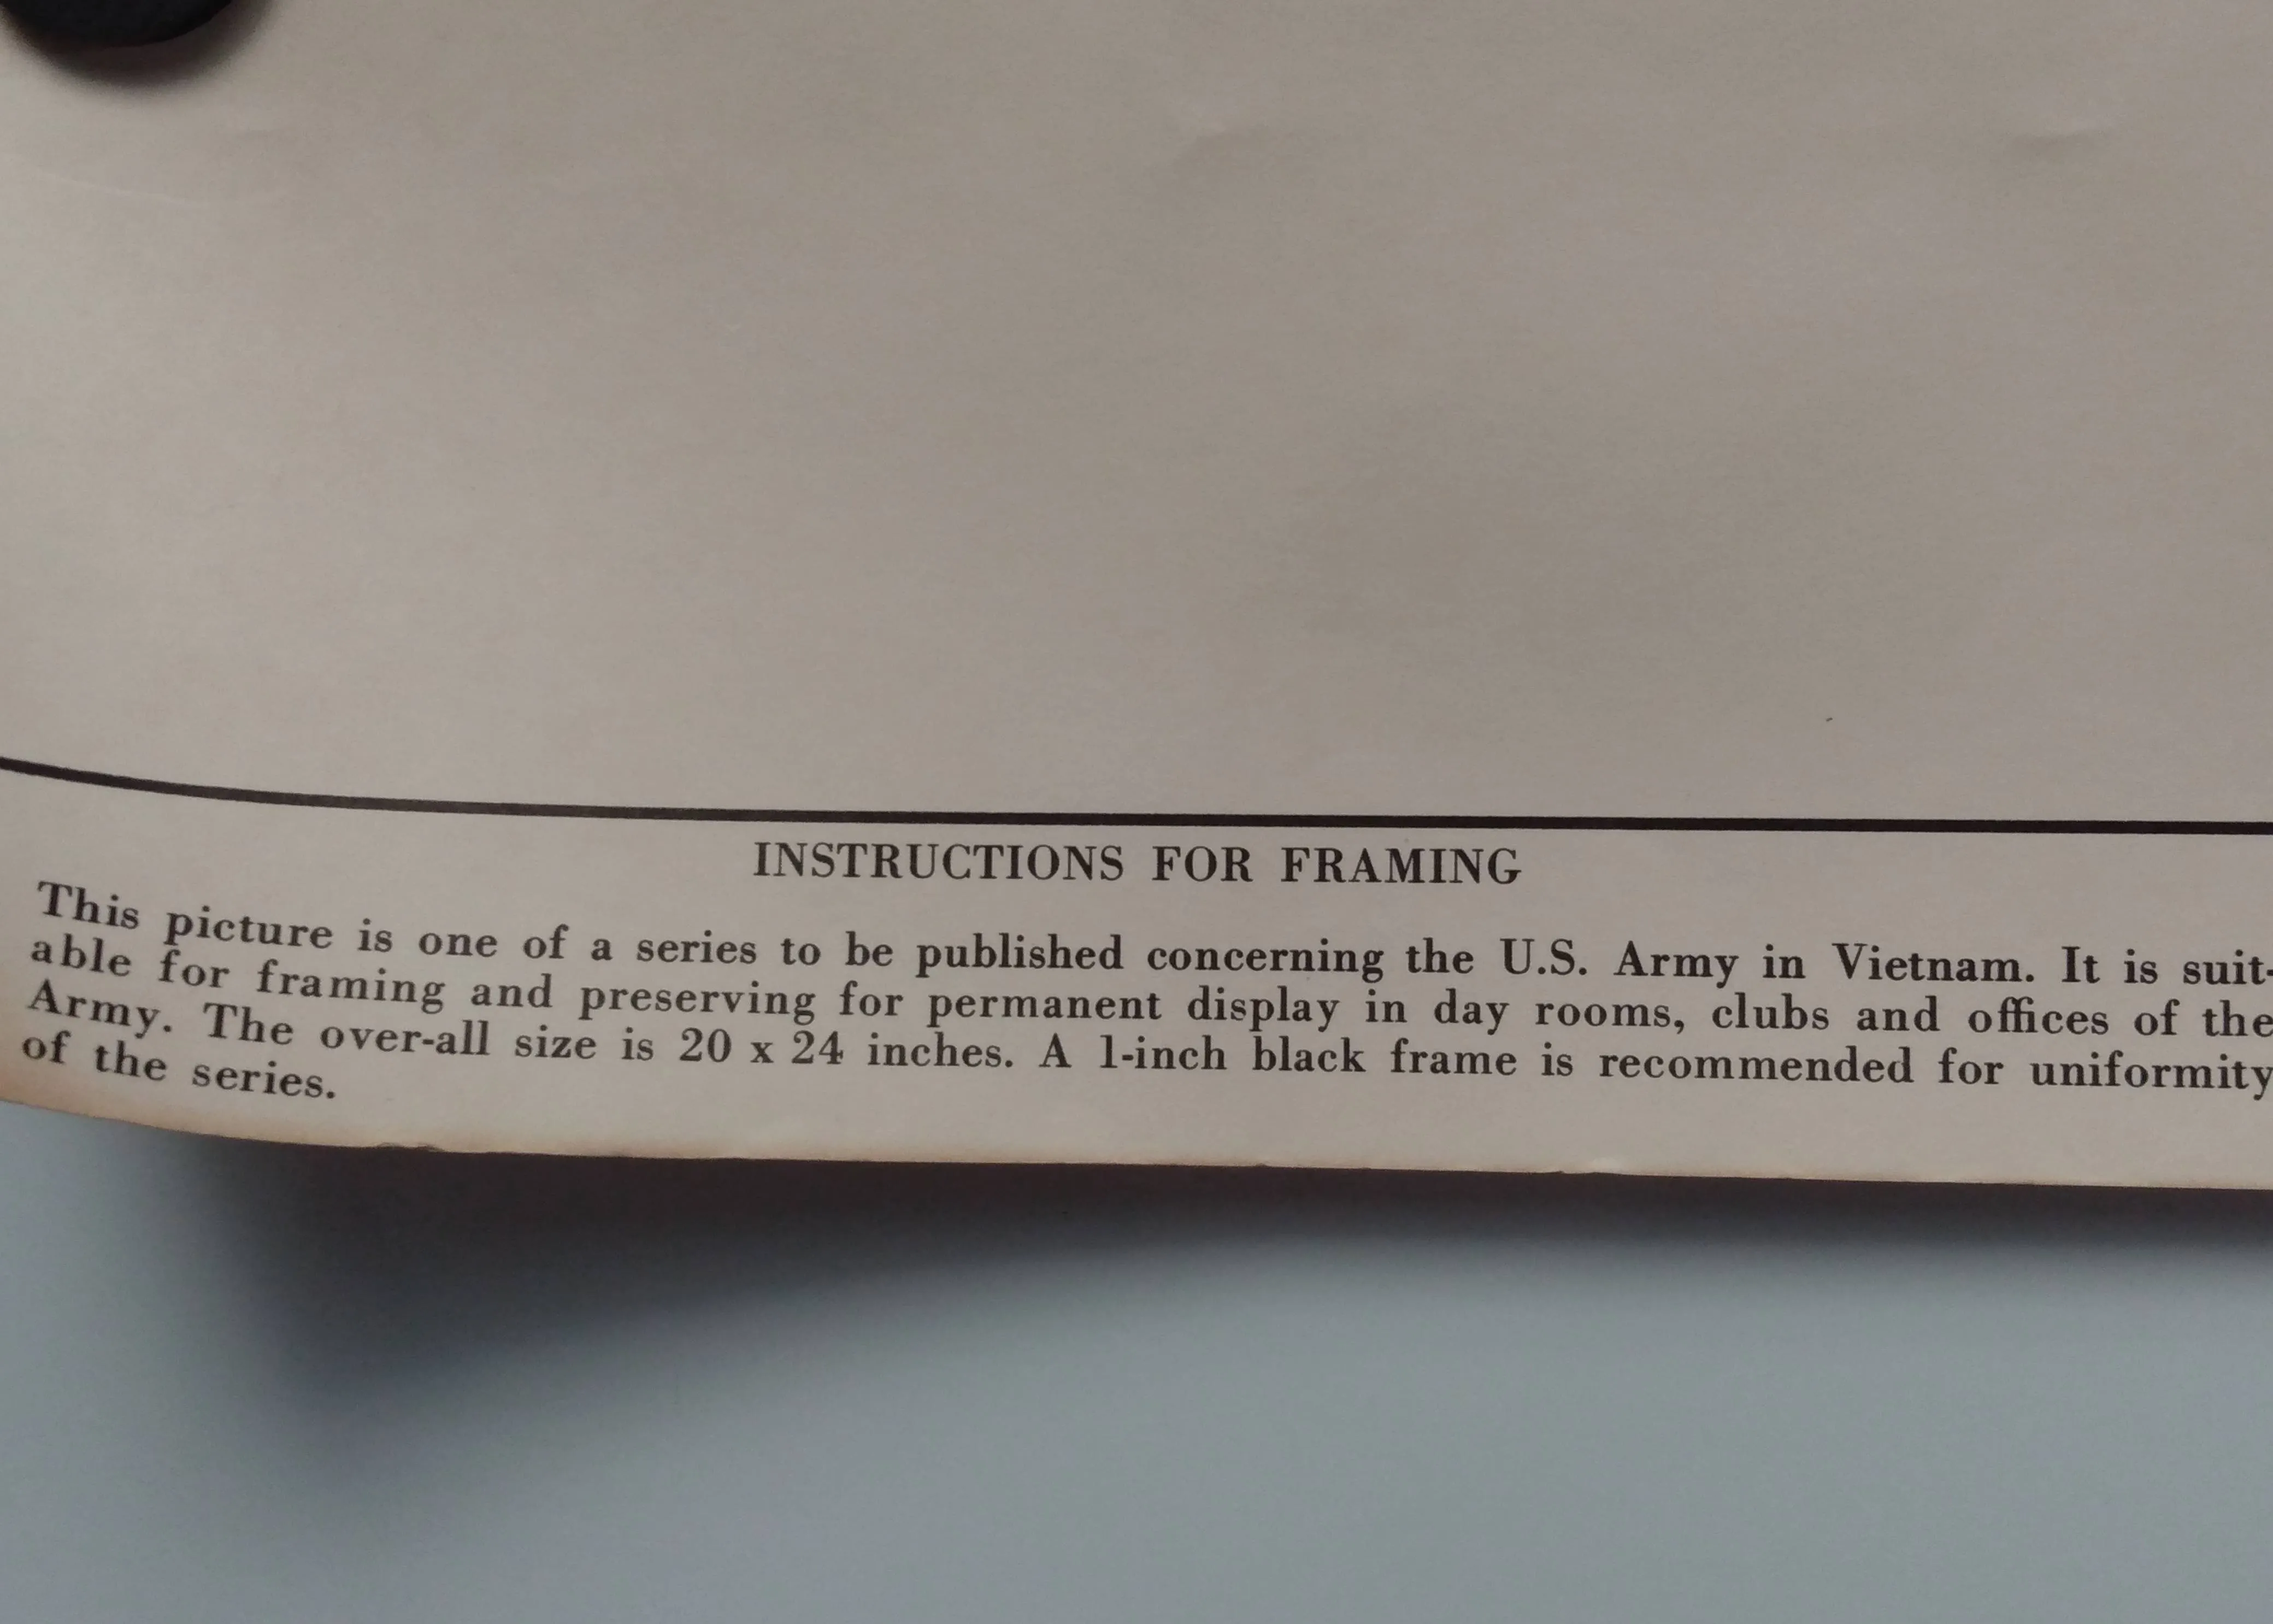 INSTRUCTIONS FOR FRAMING
This picture is one of a series to be published concerning the U.S. Army in Vietnam. It is suit-
able for framing and preserving for permanent display in day rooms, clubs and offices of the
Army. The over-all size is 20 x 24 inches. A 1-inch black frame is recommended for uniformity
of the series.